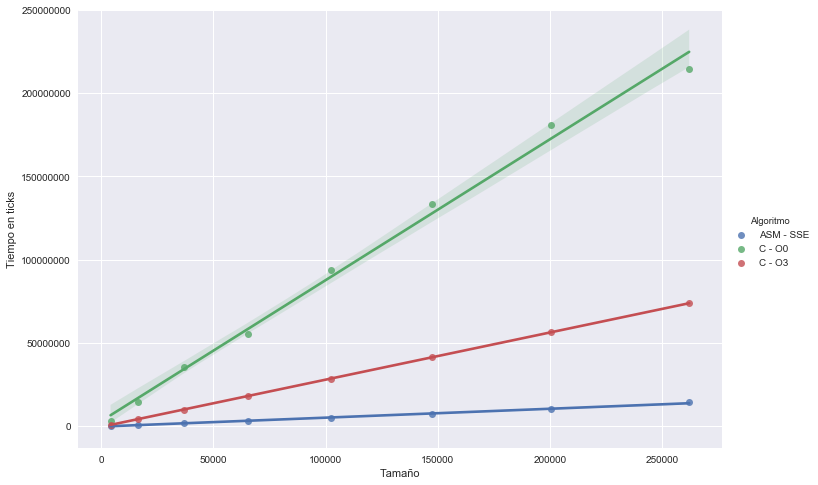 250000000
200000000
150000000
100000000
50000000
0
Tiempo en ticks
0
50000
100000
150000
200000
250000
Tamaño
Algoritmo
ASM - SSE
C - O0
C - O3